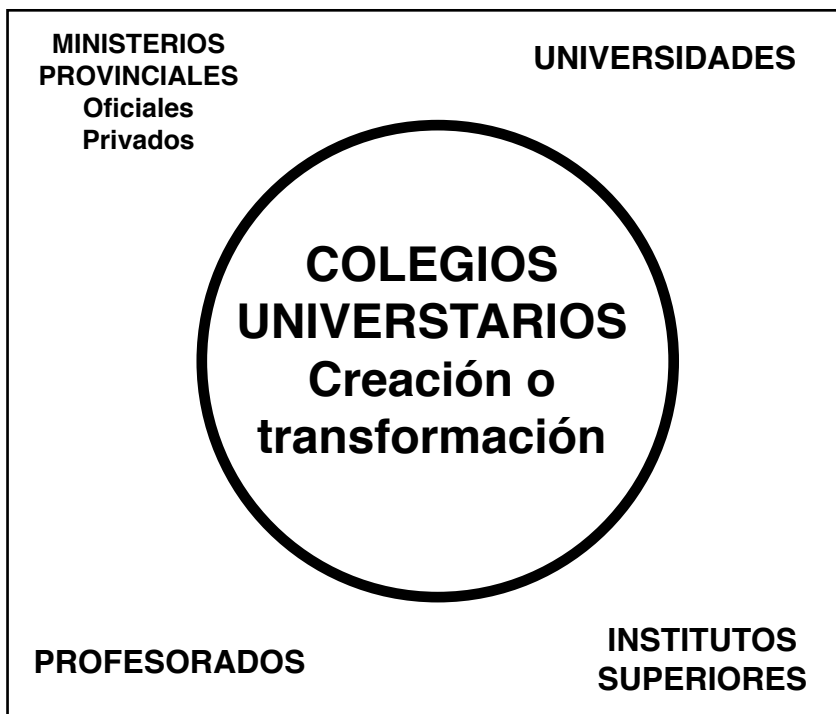 MINISTERIOS
PROVINCIALES
Oficiales
Privados
UNIVERSIDADES
COLEGIOS
UNIVERSTARIOS
Creación o
transformación
PROFESORADOS
INSTITUTOS
SUPERIORES